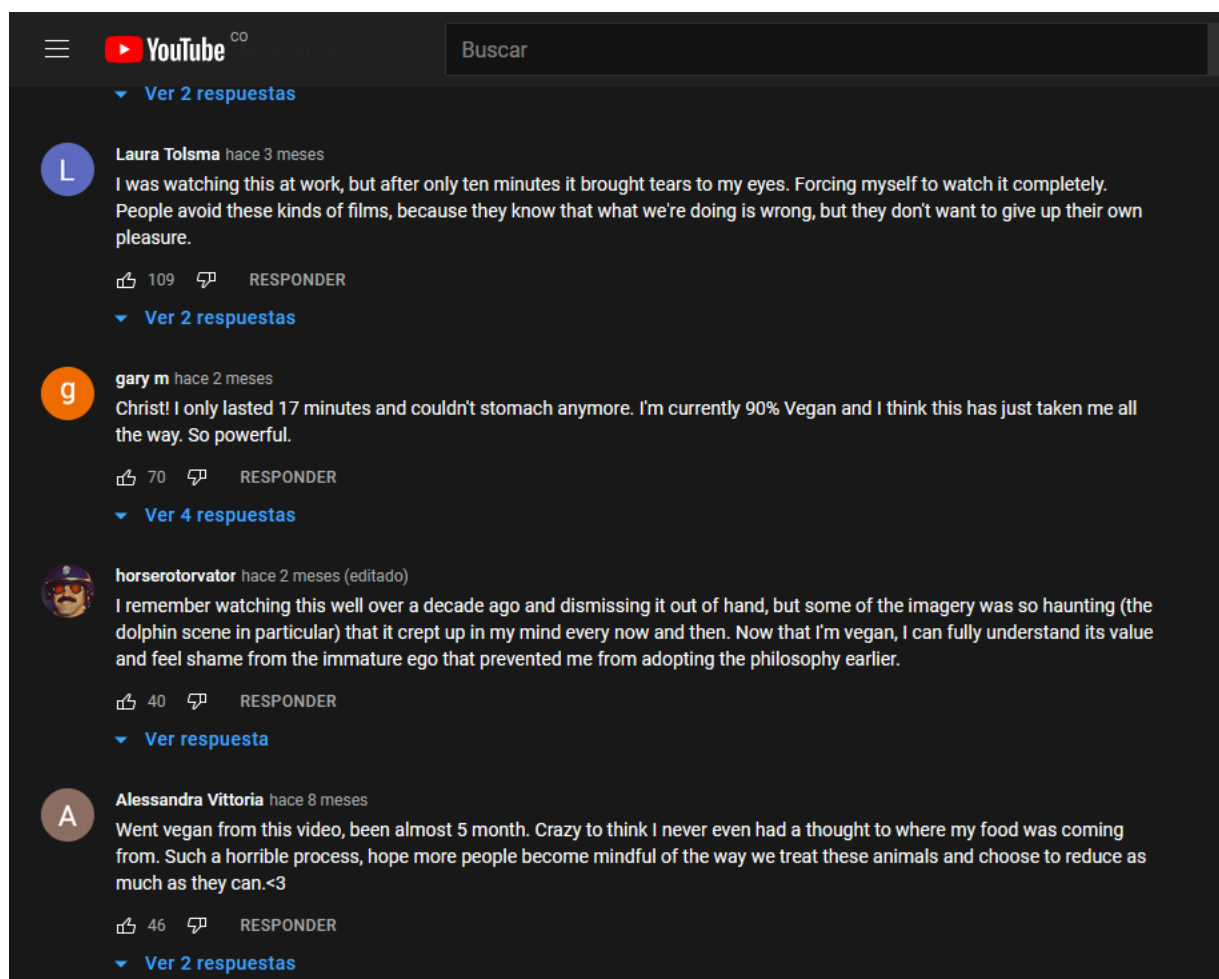 YouTube CO
Buscar
Ver 2 respuestas
L
Laura Tolsma hace 3 meses
I was watching this at work, but after only ten minutes it brought tears to my eyes. Forcing myself to watch it completely.
People avoid these kinds of films, because they know that what we're doing is wrong, but they don't want to give up their own
pleasure.
109 RESPONDER
Ver 2 respuestas
g
gary m hace 2 meses
Christ! I only lasted 17 minutes and couldn't stomach anymore. I'm currently 90% Vegan and I think this has just taken me all
the way. So powerful.
70 RESPONDER
Ver 4 respuestas
horserotorvator hace 2 meses (editado)
I remember watching this well over a decade ago and dismissing it out of hand, but some of the imagery was so haunting (the
dolphin scene in particular) that it crept up in my mind every now and then. Now that I'm vegan, I can fully understand its value
and feel shame from the immature ego that prevented me from adopting the philosophy earlier.
40 RESPONDER
Ver respuesta
A
Alessandra Vittoria hace 8 meses
Went vegan from this video, been almost 5 month. Crazy to think I never even had a thought to where my food was coming
from. Such a horrible process, hope more people become mindful of the way we treat these animals and choose to reduce as
much as they can.<3
46 RESPONDER
Ver 2 respuestas